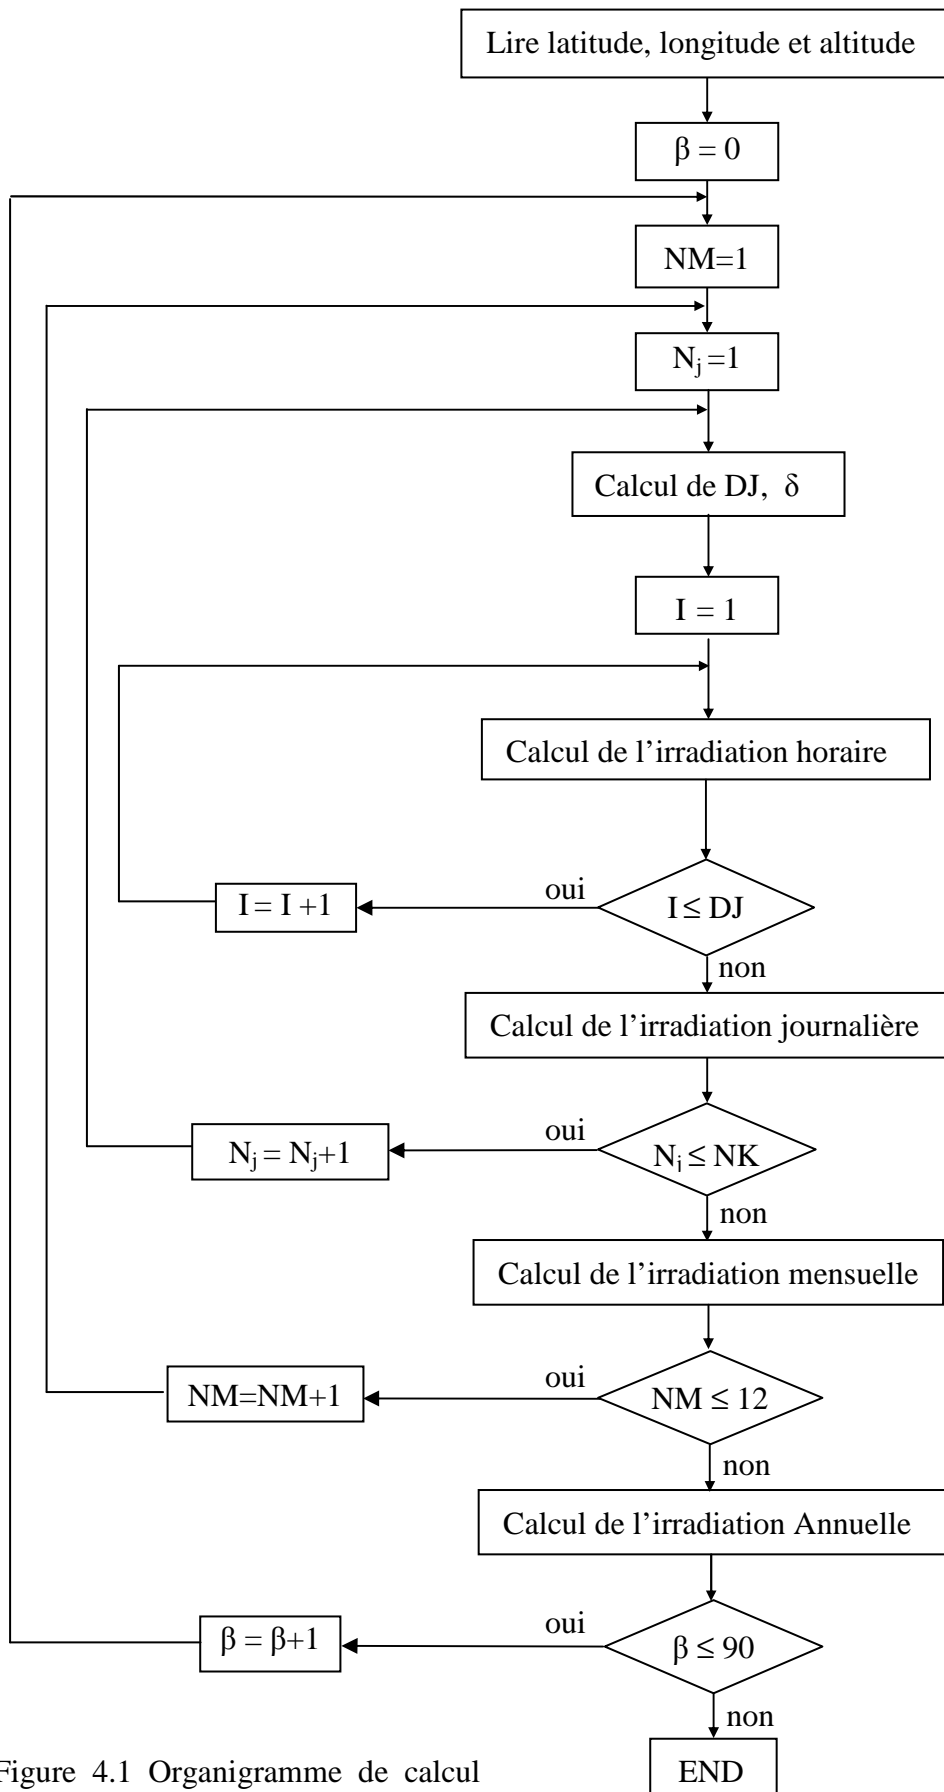 Lire latitude, longitude et altitude
β = 0
NM=1
Nj =1
Calcul de DJ, δ
I = 1
Calcul de l’irradiation horaire
I ≤ DJ
oui
I = I +1
non
Calcul de l’irradiation journalière
Nj ≤ NK
oui
Nj = Nj+1
non
Calcul de l’irradiation mensuelle
NM ≤ 12
oui
NM=NM+1
non
Calcul de l’irradiation Annuelle
β ≤ 90
oui
β = β+1
non
END
Figure 4.1 Organigramme de calcul